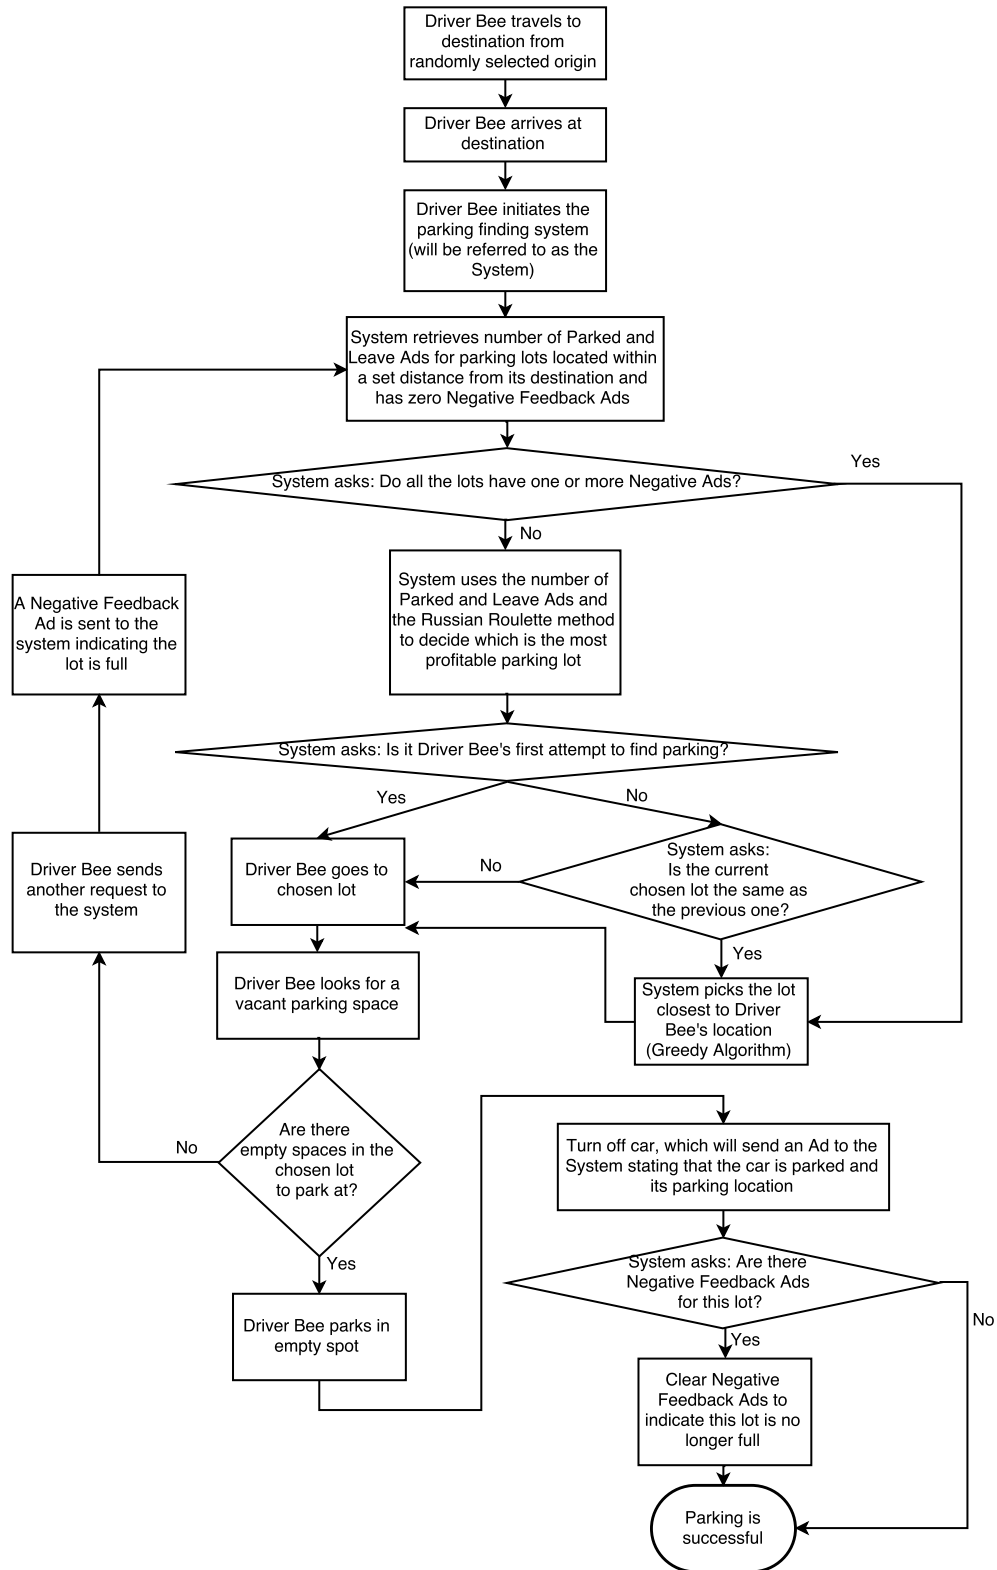 Driver Bee travels to
destination from
randomly selected origin
Driver Bee arrives at
destination
Driver Bee initiates the
parking finding system
(will be referred to as the
System)
System retrieves number of Parked and
Leave Ads for parking lots located within
a set distance from its destination and
has zero Negative Feedback Ads
System asks: Do all the lots have one or more Negative Ads?
Yes
No
System uses the number of
Parked and Leave Ads and
the Russian Roulette method
to decide which is the most
profitable parking lot
A Negative Feedback
Ad is sent to the
system indicating the
lot is full
System asks: Is it Driver Bee's first attempt to find parking?
Yes
No
Driver Bee goes to
chosen lot
No
System asks:
Is the current
chosen lot the same as
the previous one?
Yes
Driver Bee sends
another request to
the system
Driver Bee looks for a
vacant parking space
System picks the lot
closest to Driver
Bee's location
(Greedy Algorithm)
Are there
empty spaces in the
chosen lot
to park at?
No
Yes
Driver Bee parks in
empty spot
Turn off car, which will send an Ad to the
System stating that the car is parked and
its parking location
System asks: Are there
Negative Feedback Ads
for this lot?
No
Yes
Clear Negative
Feedback Ads to
indicate this lot is no
longer full
Parking is
successful